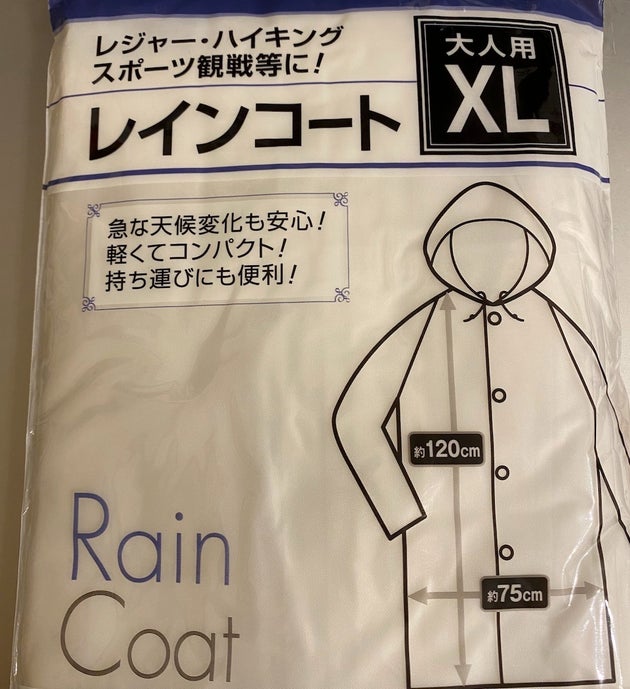 レジャー・ハイキング
スポーツ観戦等に!
大人用
XL
レインコート
急な天候変化も安心!
軽くてコンパクト!
持ち運びにも便利!
約120cm
約75cm
Rain
Coat